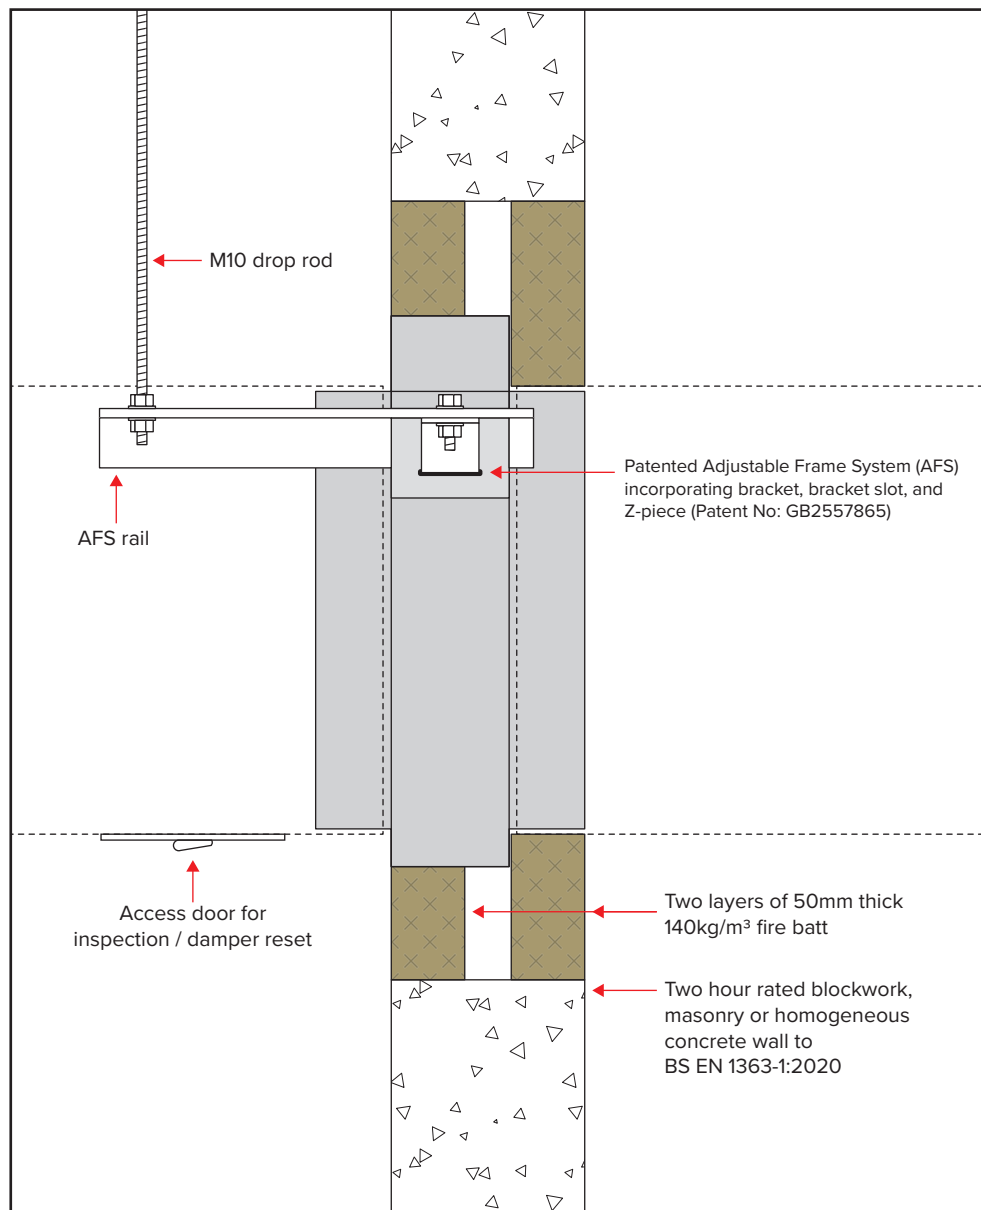 M10 drop rod
Patented Adjustable Frame System (AFS)
incorporating bracket, bracket slot, and
Z-piece (Patent No: GB2557865)
AFS rail
Access door for
inspection / damper reset
Two layers of 50mm thick
140kg/m³ fire batt
Two hour rated blockwork,
masonry or homogeneous
concrete wall to
BS EN 1363-1:2020